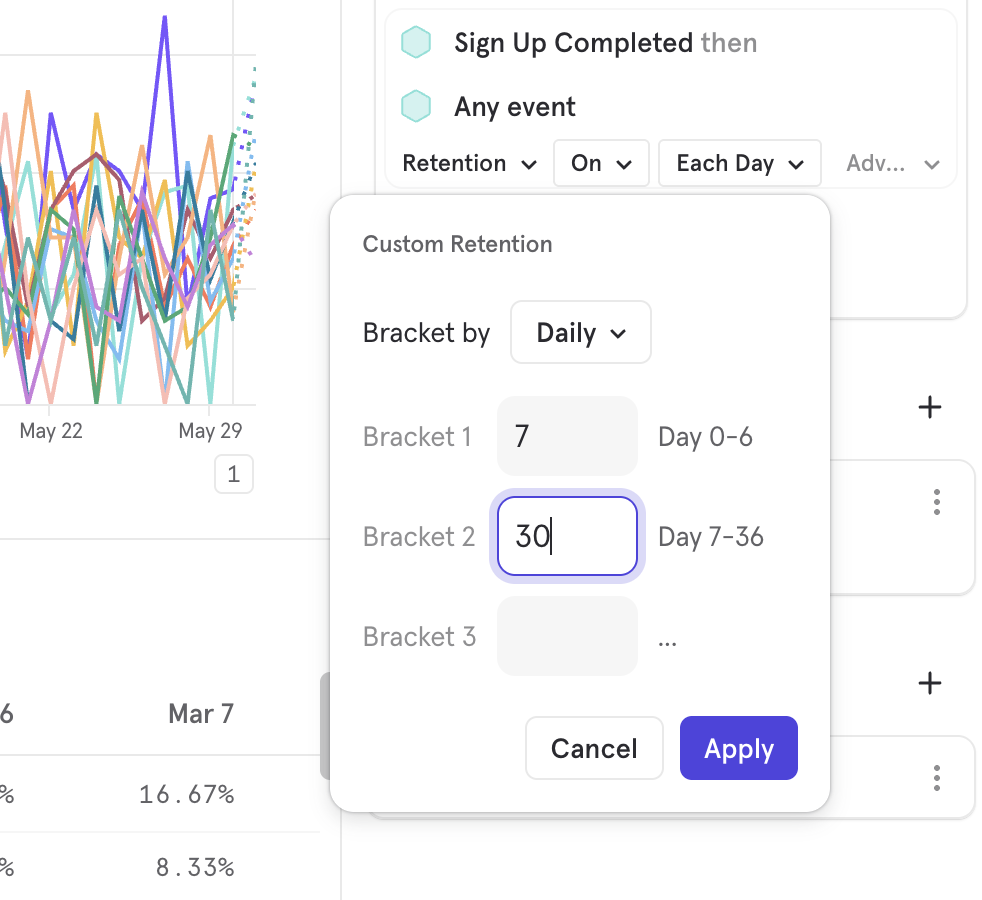 Sign Up Completed then
Any event
Retention On Each Day Adv...
Custom Retention
Bracket by Daily
Bracket 1 7 Day 0-6
Bracket 2 30 Day 7-36
Bracket 3 ...
Cancel Apply
May 22 May 29
1
6 Mar 7
% 16.67%
% 8.33%